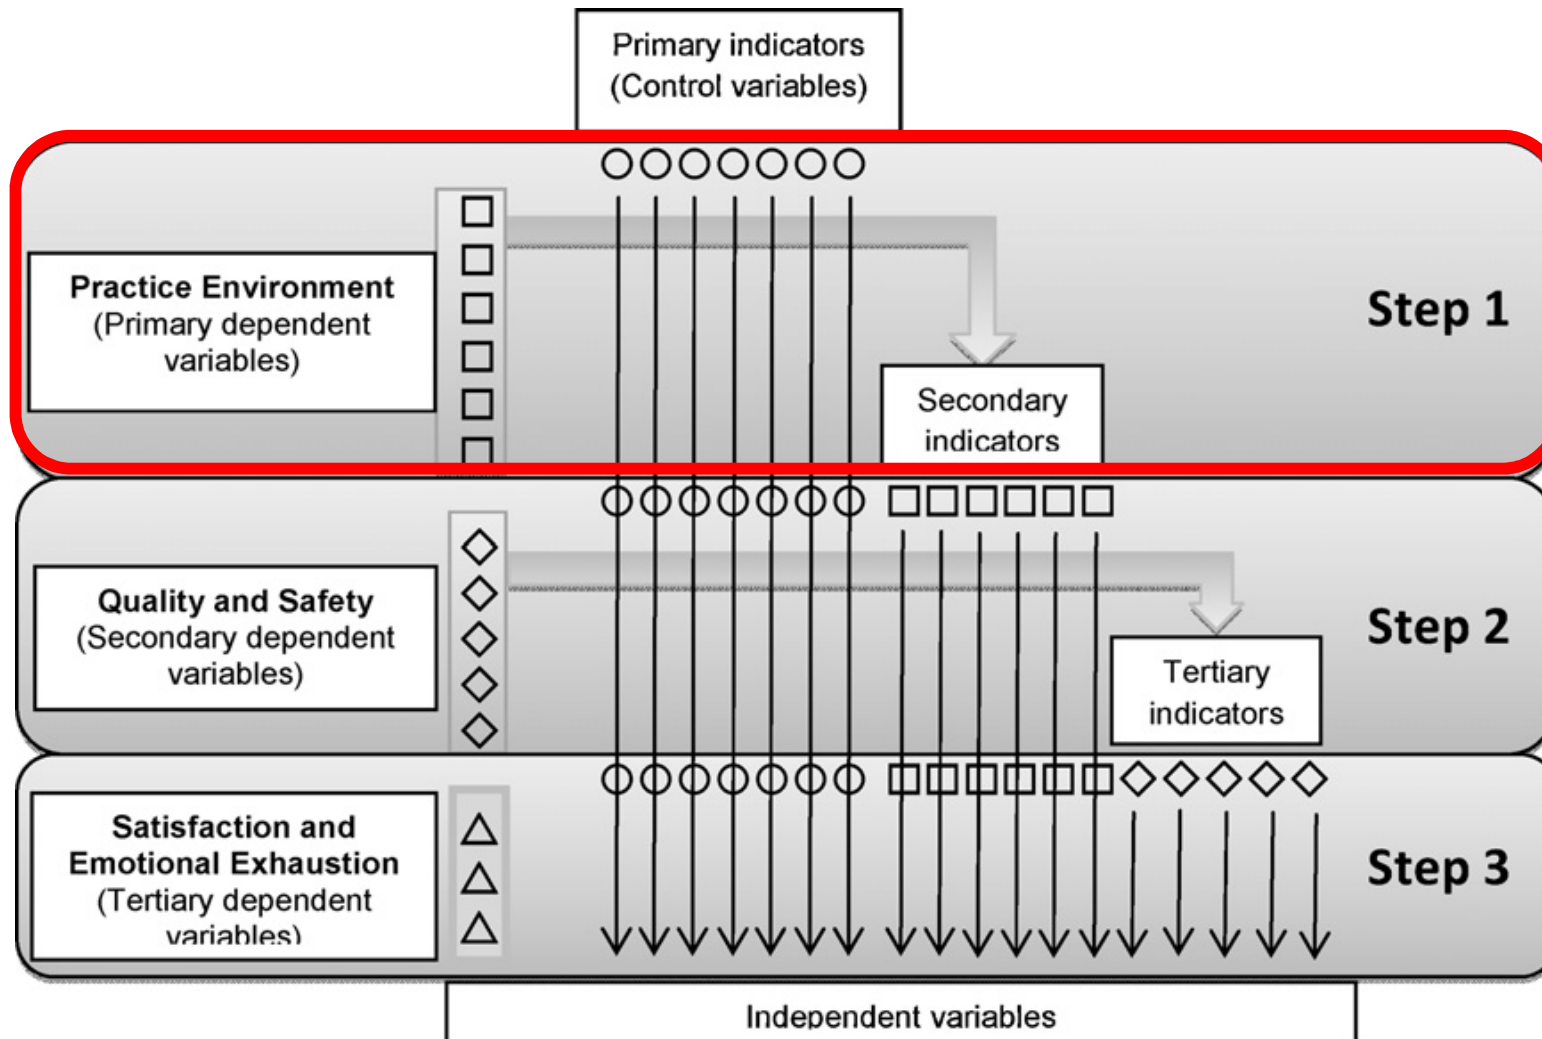 Primary indicators
(Control variables)
Practice Environment
(Primary dependent
variables)
Step 1
Secondary
indicators
Quality and Safety
(Secondary dependent
variables)
Step 2
Tertiary
indicators
Satisfaction and
Emotional Exhaustion
(Tertiary dependent
variables)
Step 3
Independent variables